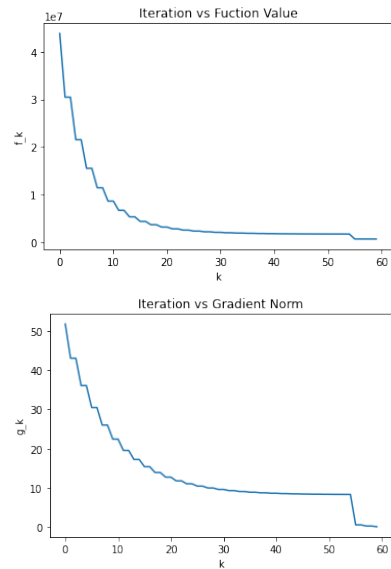 Iteration vs Fuction Value
1e7
4
3
2
1
0
f_k
0 10 20 30 40 50 60
k
Iteration vs Gradient Norm
50
40
30
20
10
0
g_k
0 10 20 30 40 50 60
k